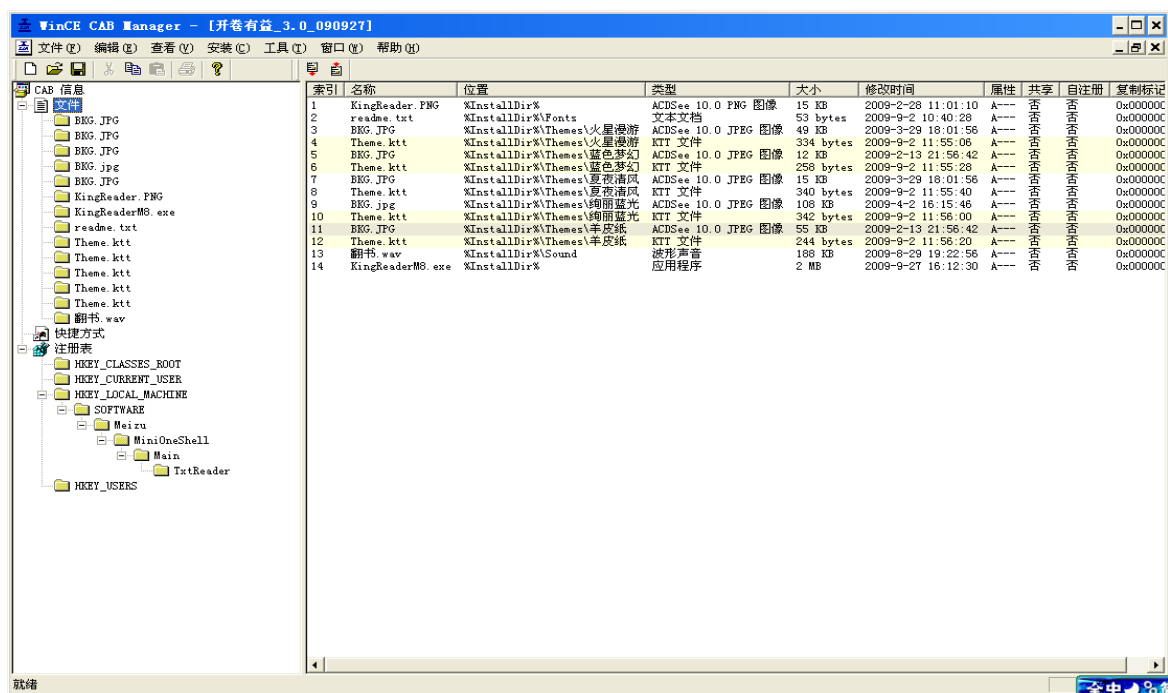 WinCE CAB Manager - [开卷有益_3.0_090927]
文件(F) 编辑(E) 查看(V) 安装(C) 工具(T) 窗口(W) 帮助(H)
CAB 信息
文件
BKG.JPG
BKG.JPG
BKG.JPG
BKG.jpg
BKG.JPG
KingReader.PNG
KingReaderM8.exe
readme.txt
Theme.ktt
Theme.ktt
Theme.ktt
Theme.ktt
Theme.ktt
翻书.wav
快捷方式
注册表
HKEY_CLASSES_ROOT
HKEY_CURRENT_USER
HKEY_LOCAL_MACHINE
SOFTWARE
Meizu
MiniOneShell
Main
TxtReader
HKEY_USERS
索引 名称 位置 类型 大小 修改时间 属性 共享 自注册 复制标记
1 KingReader.PNG %InstallDir% ACDSee 10.0 PNG 图像 15 KB 2009-2-28 11:01:10 A--- 否 否 0x000000
2 readme.txt %InstallDir%\Fonts 文本文档 53 bytes 2009-9-2 10:40:28 A--- 否 否 0x000000
3 BKG.JPG %InstallDir%\Themes\火星漫游 ACDSee 10.0 JPEG 图像 49 KB 2009-3-29 18:01:56 A--- 否 否 0x000000
4 Theme.ktt %InstallDir%\Themes\火星漫游 KTT 文件 334 bytes 2009-9-2 11:55:06 A--- 否 否 0x000000
5 BKG.JPG %InstallDir%\Themes\蓝色梦幻 ACDSee 10.0 JPEG 图像 12 KB 2009-2-13 21:56:42 A--- 否 否 0x000000
6 Theme.ktt %InstallDir%\Themes\蓝色梦幻 KTT 文件 258 bytes 2009-9-2 11:55:28 A--- 否 否 0x000000
7 BKG.JPG %InstallDir%\Themes\夏夜清风 ACDSee 10.0 JPEG 图像 15 KB 2009-3-29 18:01:56 A--- 否 否 0x000000
8 Theme.ktt %InstallDir%\Themes\夏夜清风 KTT 文件 340 bytes 2009-9-2 11:55:40 A--- 否 否 0x000000
9 BKG.jpg %InstallDir%\Themes\绚丽蓝光 ACDSee 10.0 JPEG 图像 108 KB 2009-4-2 16:15:46 A--- 否 否 0x000000
10 Theme.ktt %InstallDir%\Themes\绚丽蓝光 KTT 文件 342 bytes 2009-9-2 11:56:00 A--- 否 否 0x000000
11 BKG.JPG %InstallDir%\Themes\羊皮紙 ACDSee 10.0 JPEG 图像 55 KB 2009-2-13 21:56:42 A--- 否 否 0x000000
12 Theme.ktt %InstallDir%\Themes\羊皮紙 KTT 文件 244 bytes 2009-9-2 11:56:20 A--- 否 否 0x000000
13 翻书.wav %InstallDir%\Sound 波形声音 188 KB 2009-8-29 19:22:56 A--- 否 否 0x000000
14 KingReaderM8.exe %InstallDir% 应用程序 2 MB 2009-9-27 16:12:30 A--- 否 否 0x000000
就绪